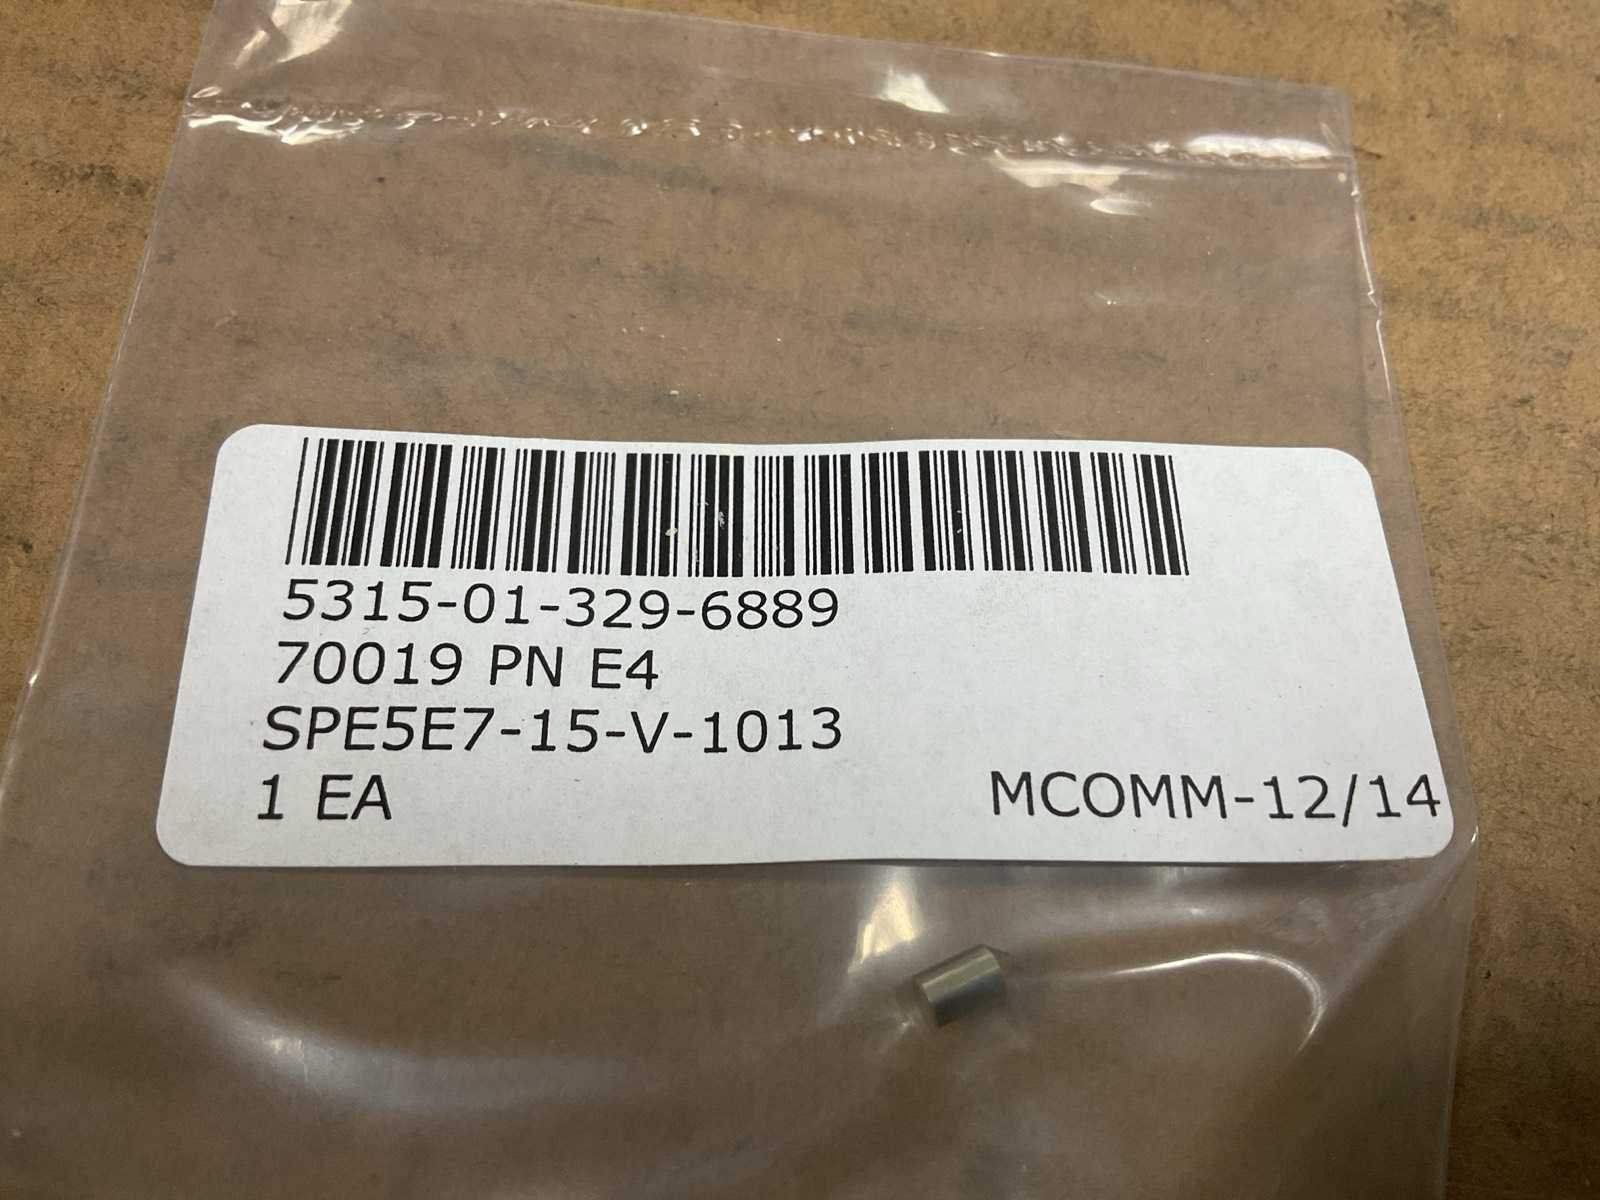 5315-01-329-6889
70019 PN E4
SPE5E7-15-V-1013
1 EA MCOMM-12/14